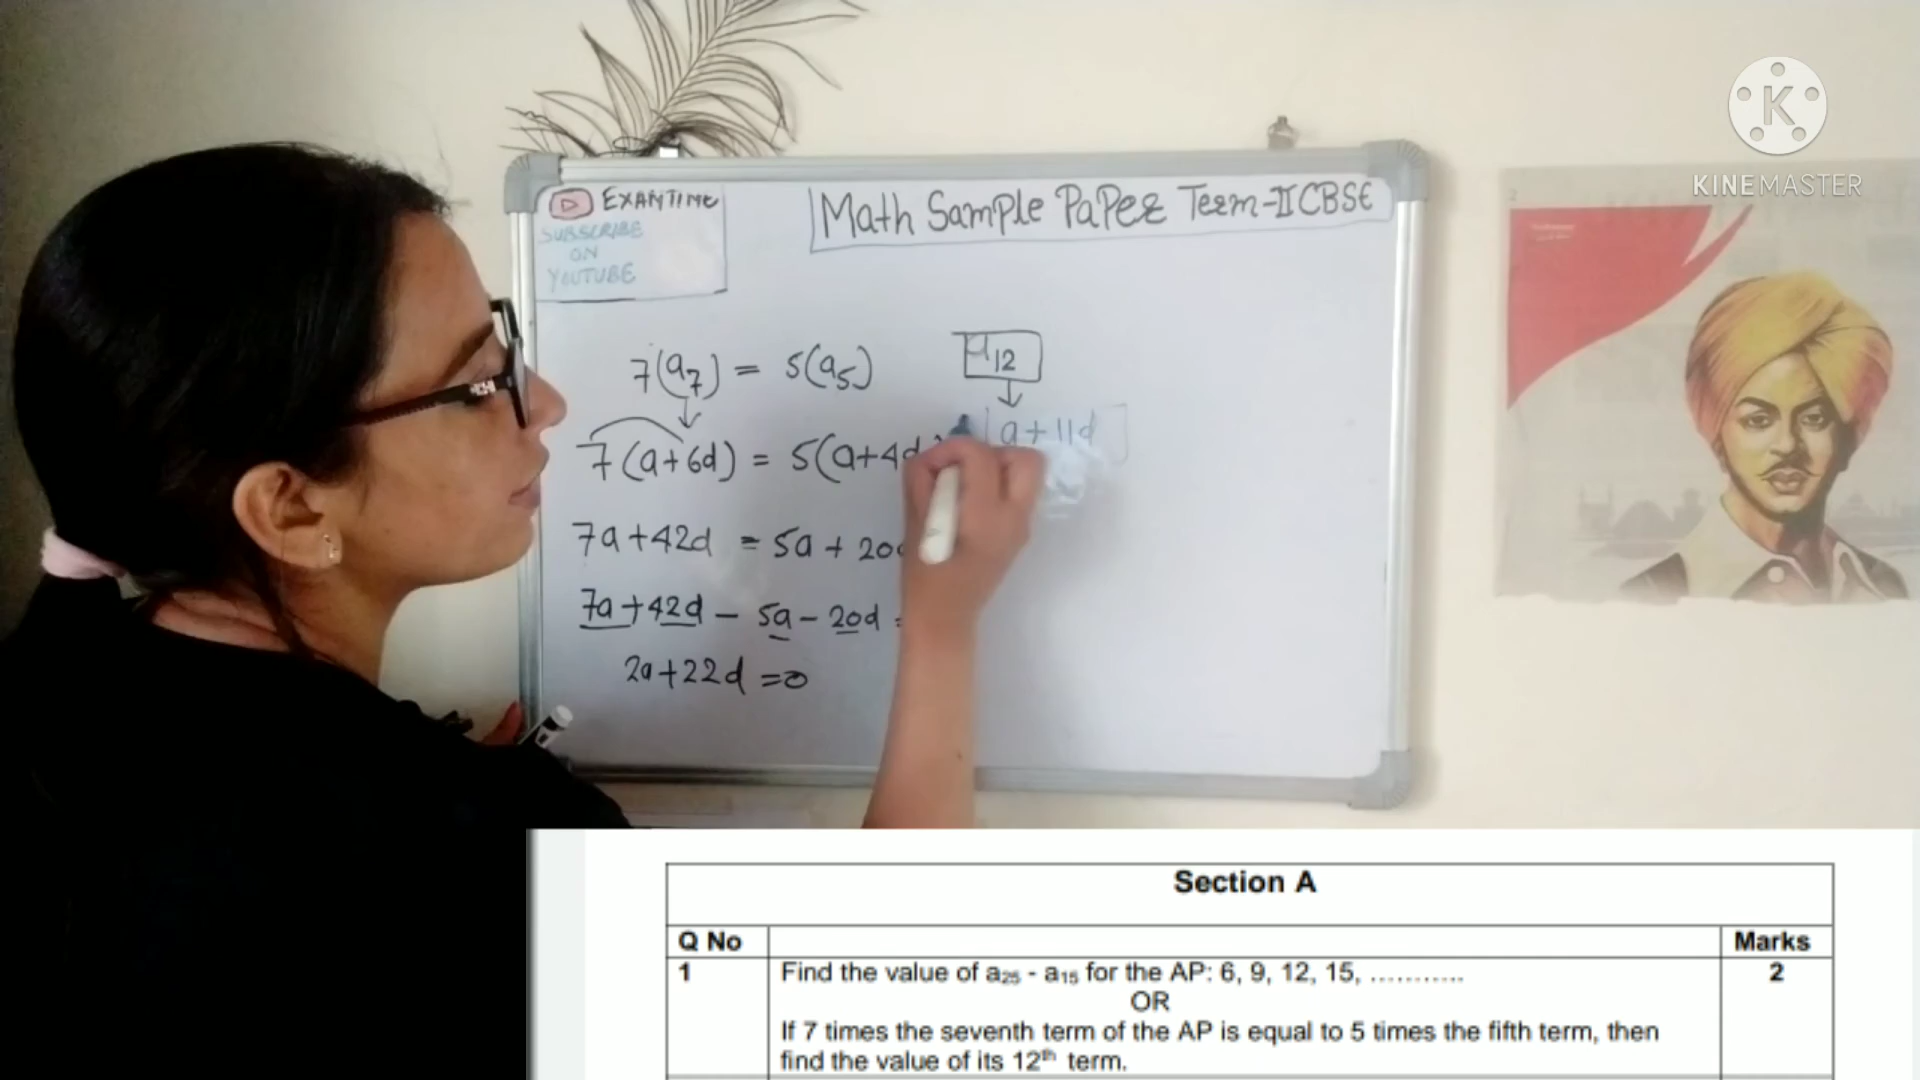 KINEMASTER
EXAMTIME
SUBSCRIBE
ON
YOUTUBE
Math Sample PaPer Term-II CBSE
7(a₇) = 5(a₅)
a₁₂
7(a+6d) = 5(a+4d
a+11d
7a+42d = 5a + 20
7a+42d - 5a - 20d =
2a+22d =0
Section A
Q No Marks
1 Find the value of a₂₅ - a₁₅ for the AP: 6, 9, 12, 15, ……….. 2
OR
If 7 times the seventh term of the AP is equal to 5 times the fifth term, then
find the value of its 12ᵗʰ term.